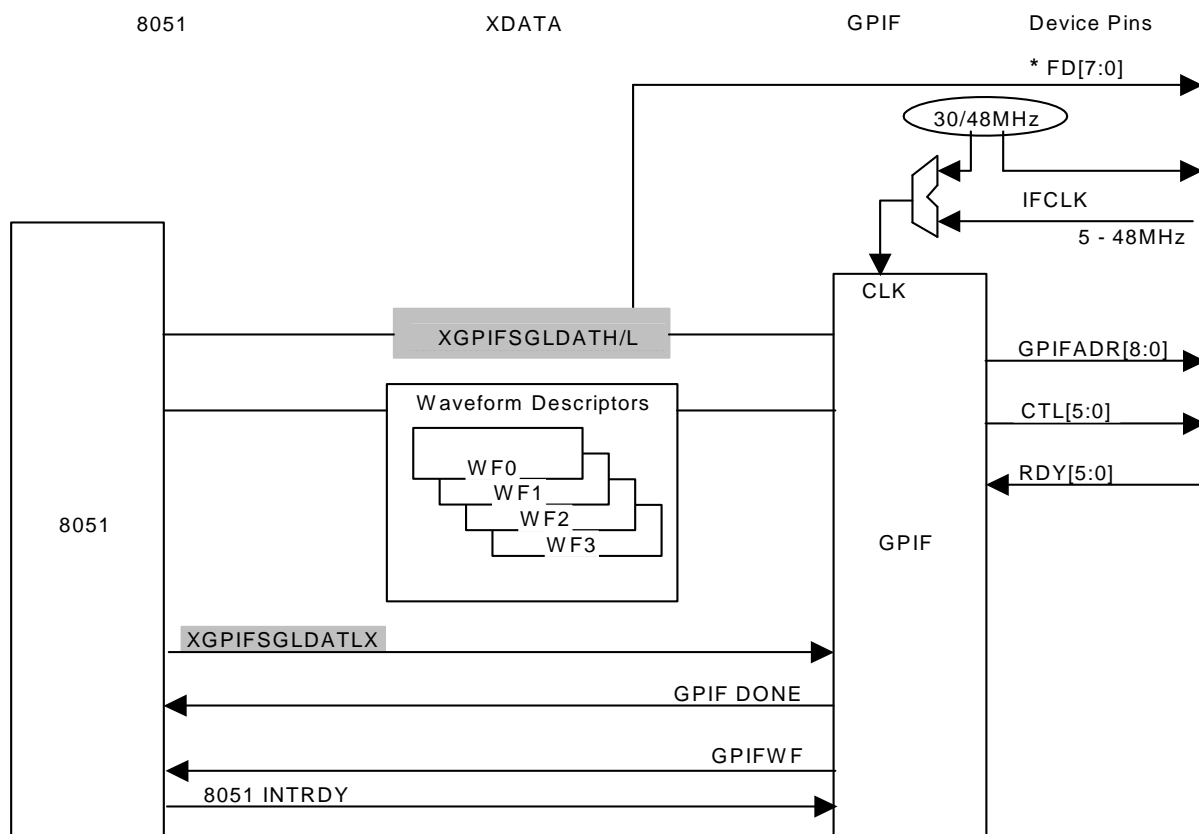 8051 XDATA GPIF Device Pins
* FD[7:0]
30/48MHz
IFCLK
5 - 48MHz
CLK
XGPIFSGLDATH/L
GPIFADR[8:0]
Waveform Descriptors
CTL[5:0]
WF0
RDY[5:0]
WF1
WF2
8051
WF3
GPIF
XGPIFSGLDATLX
GPIF DONE
GPIFWF
8051 INTRDY